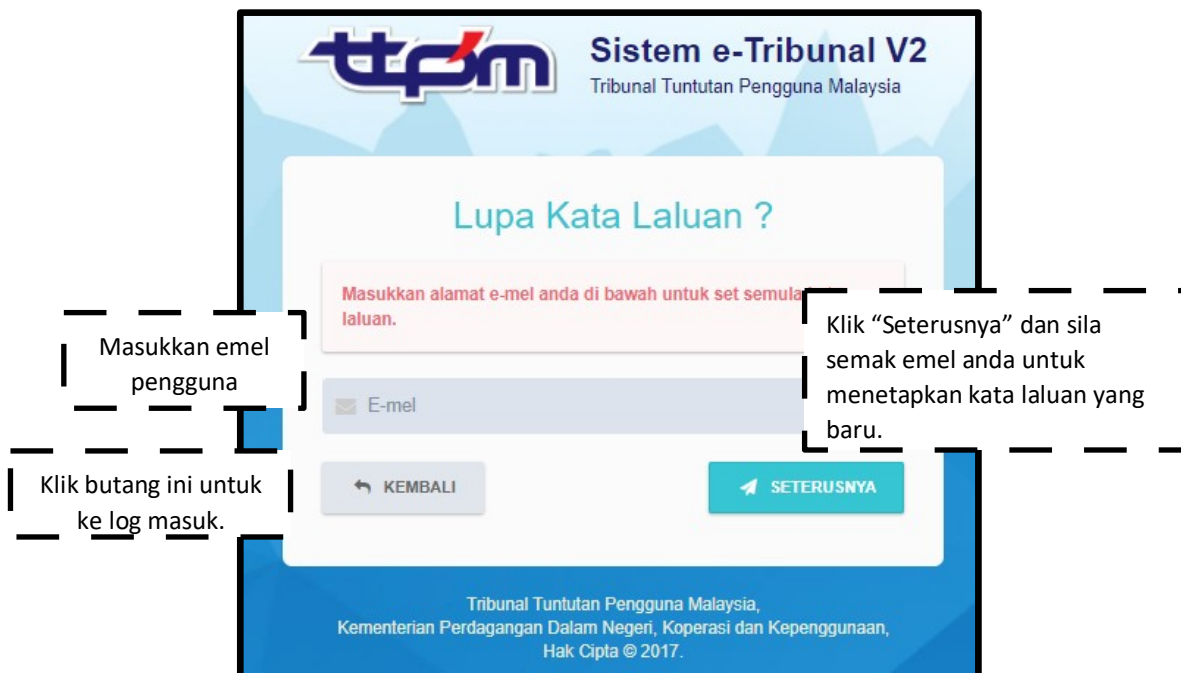 ttpm
Sistem e-Tribunal V2
Tribunal Tuntutan Pengguna Malaysia
Lupa Kata Laluan ?
Masukkan alamat e-mel anda di bawah untuk set semula
laluan.
Masukkan emel
pengguna
Klik “Seterusnya” dan sila
semak emel anda untuk
menetapkan kata laluan yang
baru.
E-mel
Klik butang ini untuk
ke log masuk.
KEMBALI
SETERUSNYA
Tribunal Tuntutan Pengguna Malaysia,
Kementerian Perdagangan Dalam Negeri, Koperasi dan Kepenggunaan,
Hak Cipta © 2017.